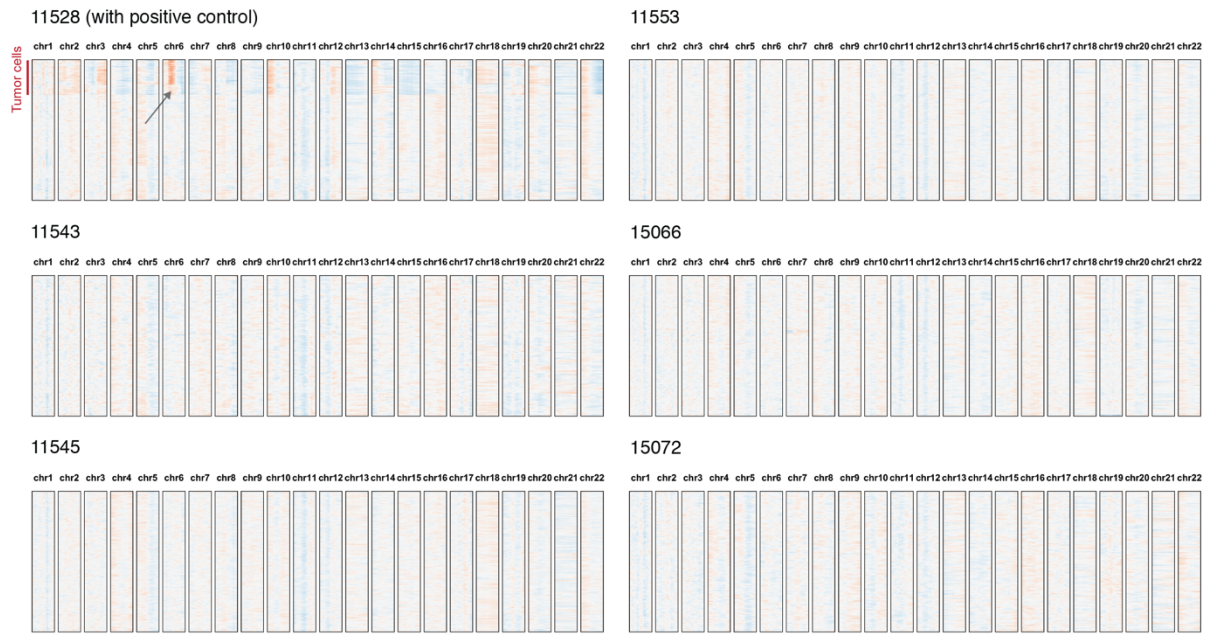 11528 (with positive control)
chr1 chr2 chr3 chr4 chr5 chr6 chr7 chr8 chr9 chr10 chr11 chr12 chr13 chr14 chr15 chr16 chr17 chr18 chr19 chr20 chr21 chr22
Tumor cells
11553
chr1 chr2 chr3 chr4 chr5 chr6 chr7 chr8 chr9 chr10 chr11 chr12 chr13 chr14 chr15 chr16 chr17 chr18 chr19 chr20 chr21 chr22
11543
chr1 chr2 chr3 chr4 chr5 chr6 chr7 chr8 chr9 chr10 chr11 chr12 chr13 chr14 chr15 chr16 chr17 chr18 chr19 chr20 chr21 chr22
15066
chr1 chr2 chr3 chr4 chr5 chr6 chr7 chr8 chr9 chr10 chr11 chr12 chr13 chr14 chr15 chr16 chr17 chr18 chr19 chr20 chr21 chr22
11545
chr1 chr2 chr3 chr4 chr5 chr6 chr7 chr8 chr9 chr10 chr11 chr12 chr13 chr14 chr15 chr16 chr17 chr18 chr19 chr20 chr21 chr22
15072
chr1 chr2 chr3 chr4 chr5 chr6 chr7 chr8 chr9 chr10 chr11 chr12 chr13 chr14 chr15 chr16 chr17 chr18 chr19 chr20 chr21 chr22